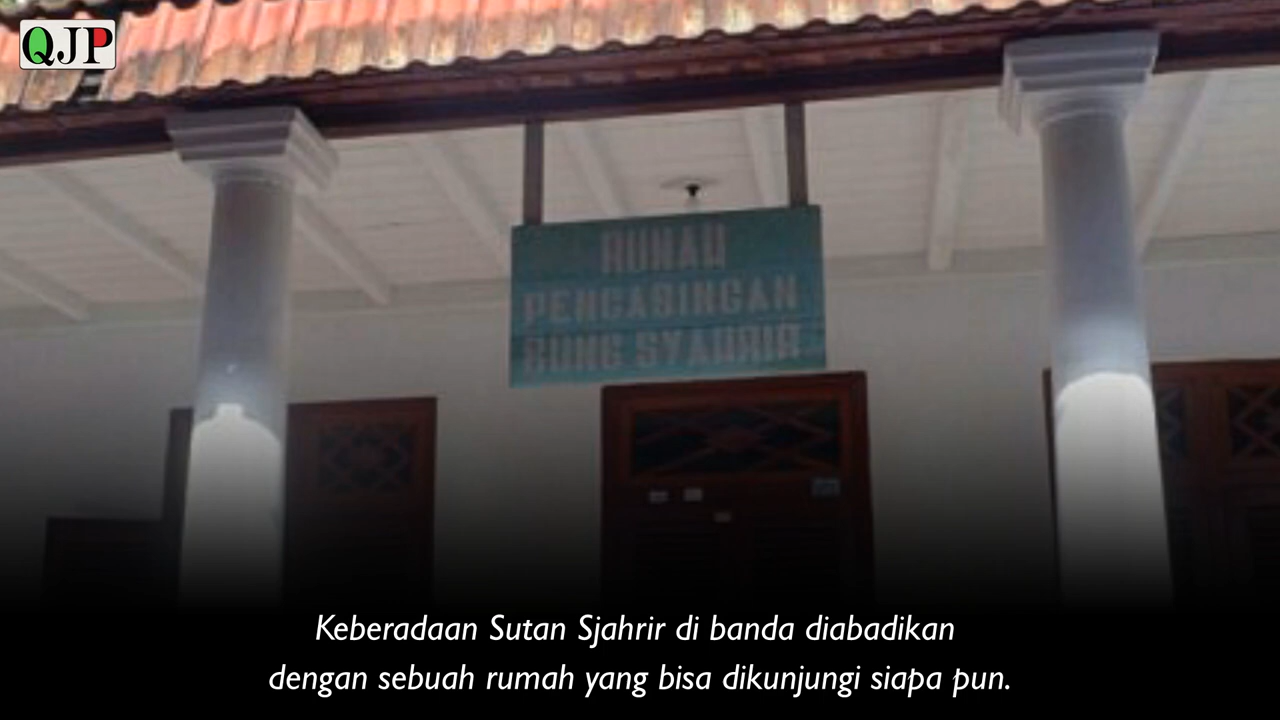 QJP
RUMAH
PENGASINGAN
BUNG SYAHRIR
Keberadaan Sutan Sjahrir di banda diabadikan
dengan sebuah rumah yang bisa dikunjungi siapa pun.